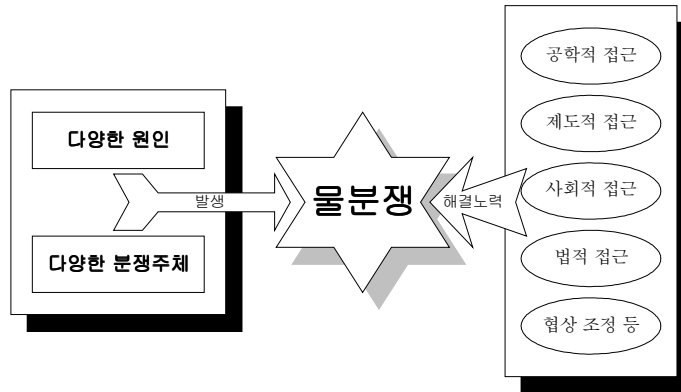 다양한 원인
다양한 분쟁주체
발생
물분쟁
해결노력
공학적 접근
제도적 접근
사회적 접근
법적 접근
협상 조정 등